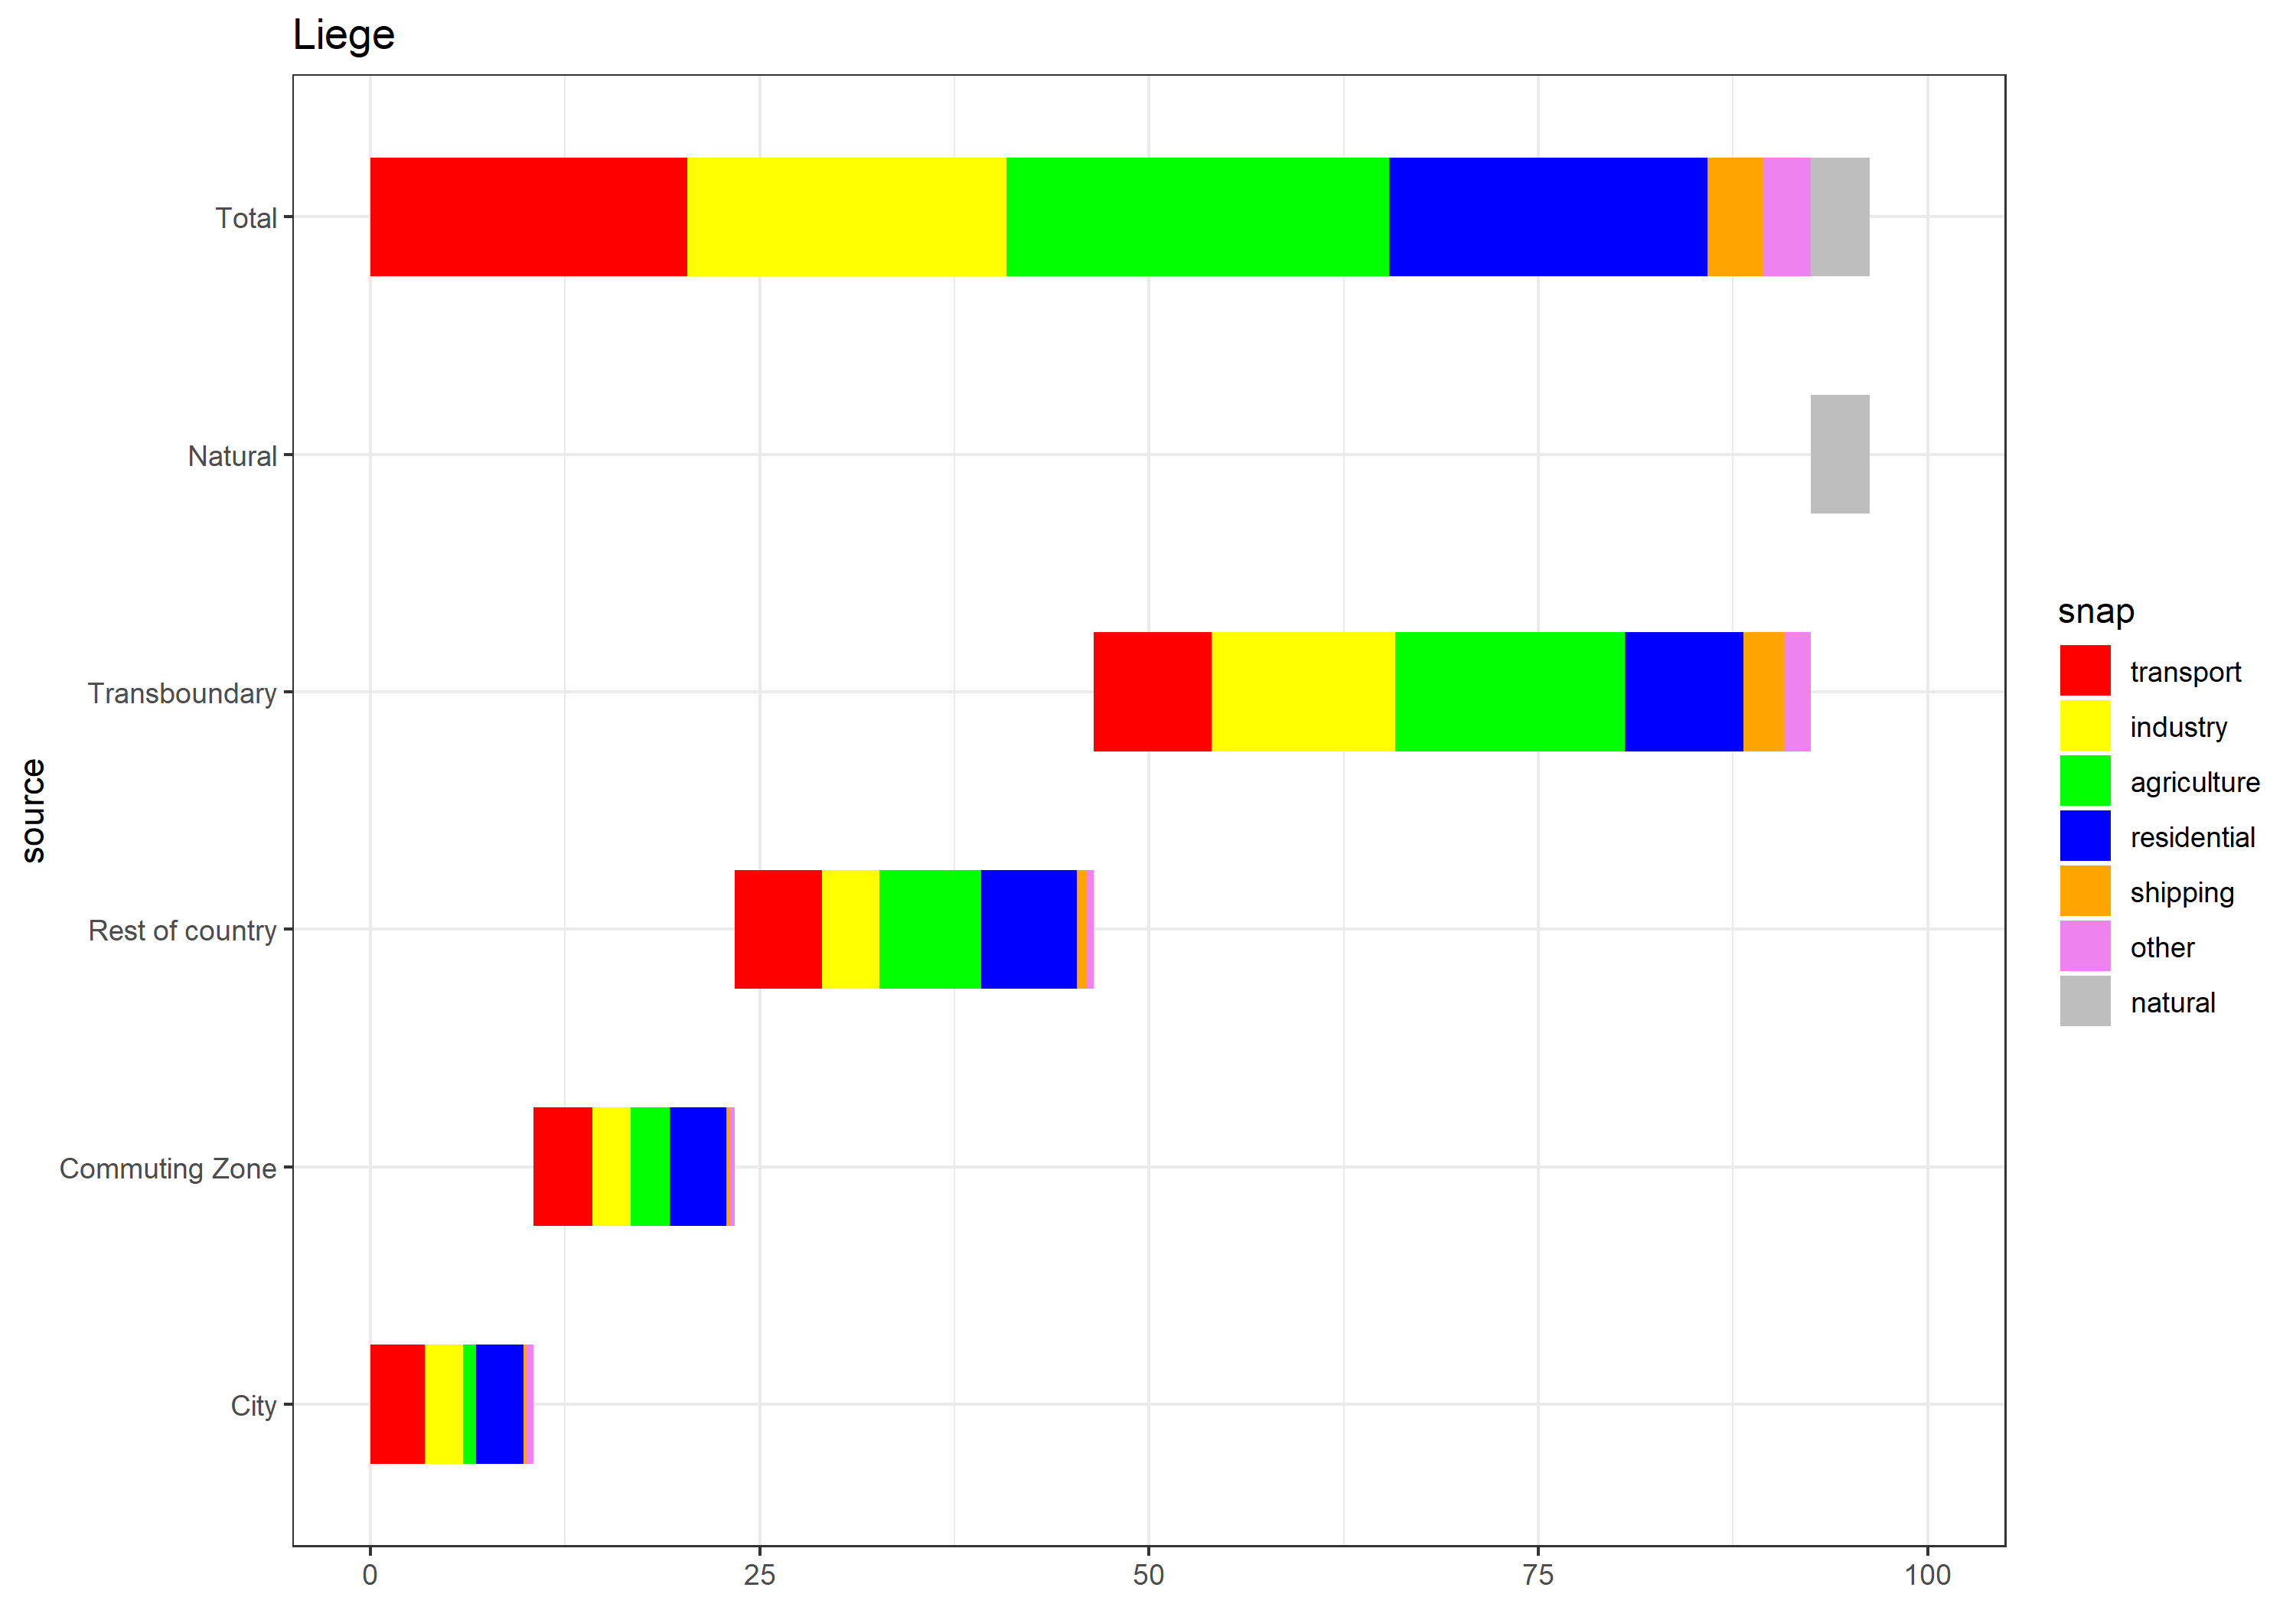 Liege
Total
Natural
Transboundary
Rest of country
Commuting Zone
City
source
0 25 50 75 100
snap
transport
industry
agriculture
residential
shipping
other
natural